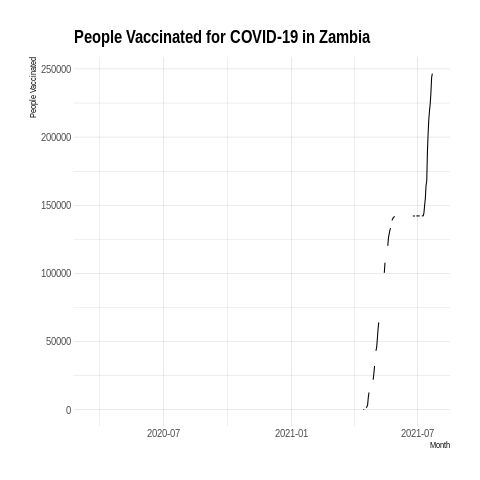 People Vaccinated for COVID-19 in Zambia
People Vaccinated
250000
200000
150000
100000
50000
0
2020-07 2021-01 2021-07
Month